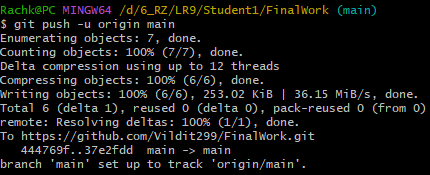 Rachk@PC MINGW64 /d/6_RZ/LR9/Student1/FinalWork (main)
$ git push -u origin main
Enumerating objects: 7, done.
Counting objects: 100% (7/7), done.
Delta compression using up to 12 threads
Compressing objects: 100% (6/6), done.
Writing objects: 100% (6/6), 253.02 KiB | 36.15 MiB/s, done.
Total 6 (delta 1), reused 0 (delta 0), pack-reused 0 (from 0)
remote: Resolving deltas: 100% (1/1), done.
To https://github.com/Vildit299/FinalWork.git
   444769f..37e2fdd  main -> main
branch 'main' set up to track 'origin/main'.